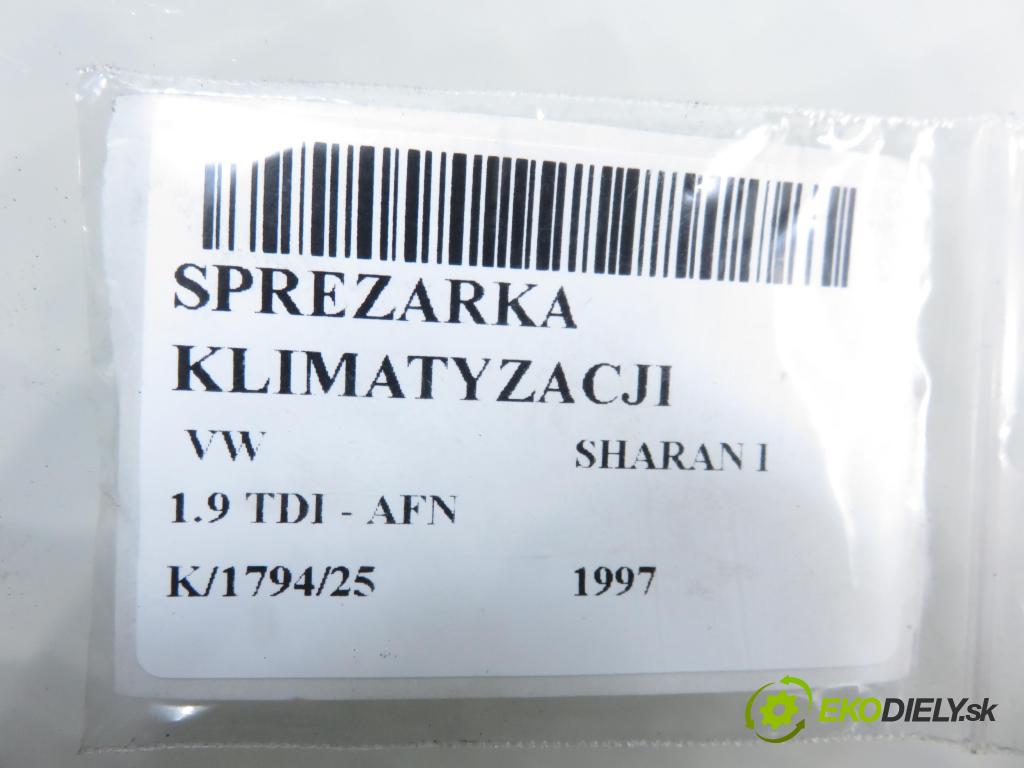 SPREZARKA
KLIMATYZACJI
VW SHARAN I
1.9 TDI - AFN
K/1794/25 1997
EKODIELY.sk